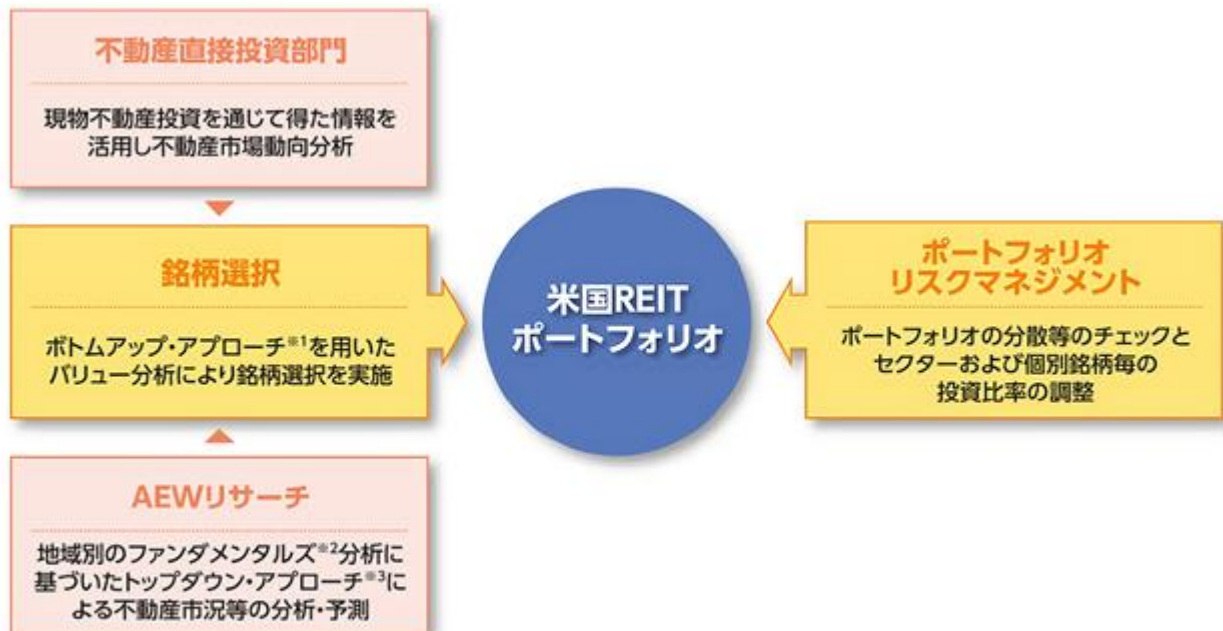 不動産直接投資部門
現物不動産投資を通じて得た情報を
活用し不動産市場動向分析
銘柄選択
ボトムアップ・アプローチ※1を用いた
バリュー分析により銘柄選択を実施
AEWリサーチ
地域別のファンダメンタルズ※2分析に
基づいたトップダウン・アプローチ※3に
よる不動産市況等の分析・予測
米国REIT
ポートフォリオ
ポートフォリオ
リスクマネジメント
ポートフォリオの分散等のチェックと
セクターおよび個別銘柄毎の
投資比率の調整